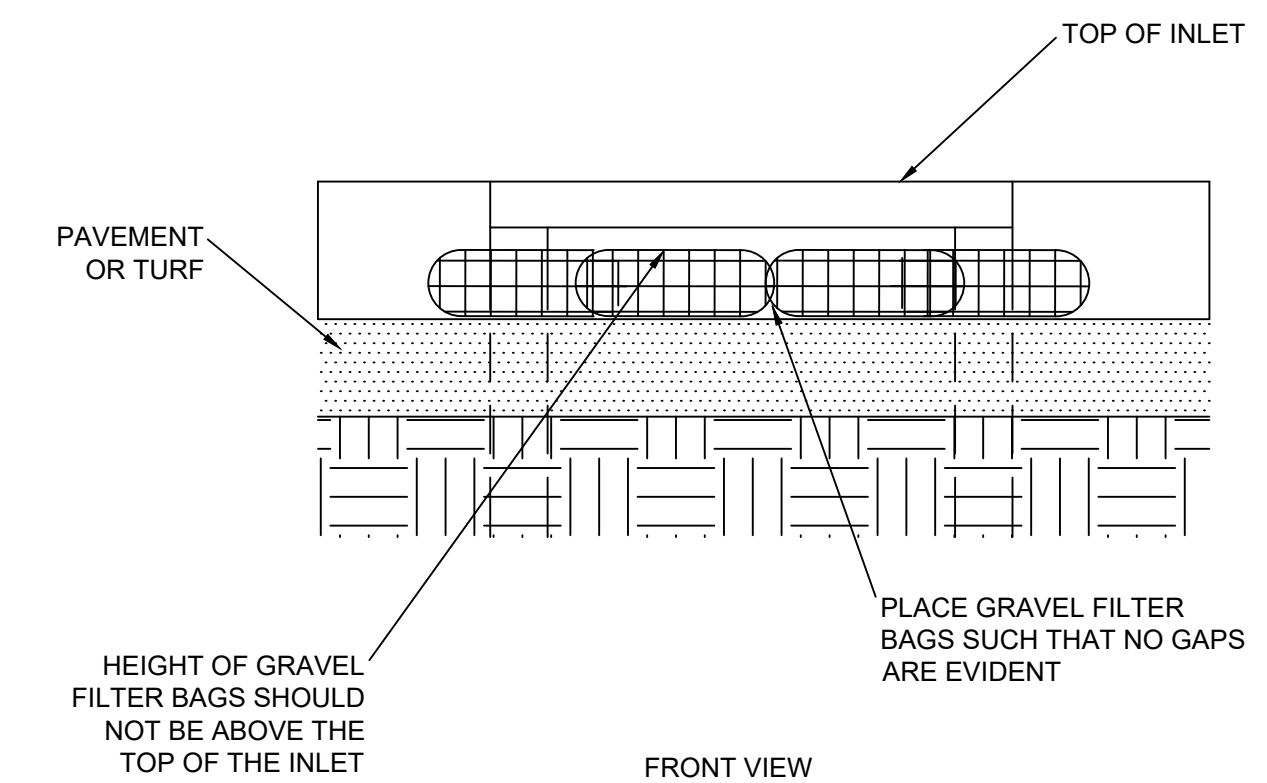 TOP OF INLET
PAVEMENT
OR TURF
PLACE GRAVEL FILTER
BAGS SUCH THAT NO GAPS
ARE EVIDENT
HEIGHT OF GRAVEL
FILTER BAGS SHOULD
NOT BE ABOVE THE
TOP OF THE INLET
FRONT VIEW